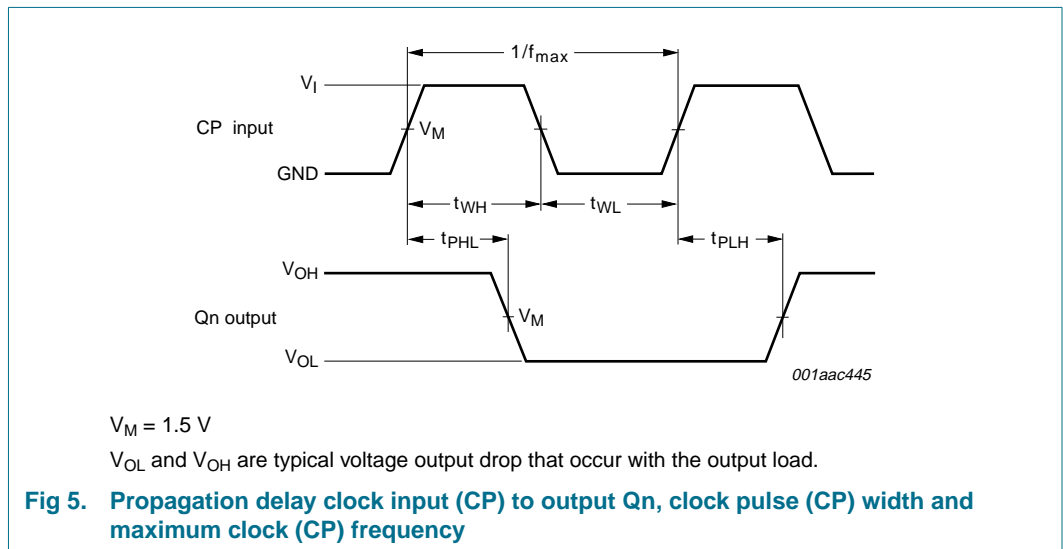 1/fmax
VI
CP input
VM
GND
tWH
tWL
tPHL
tPLH
VOH
Qn output
VM
VOL
001aac445
VM = 1.5 V
VOL and VOH are typical voltage output drop that occur with the output load.
Fig 5. Propagation delay clock input (CP) to output Qn, clock pulse (CP) width and
maximum clock (CP) frequency